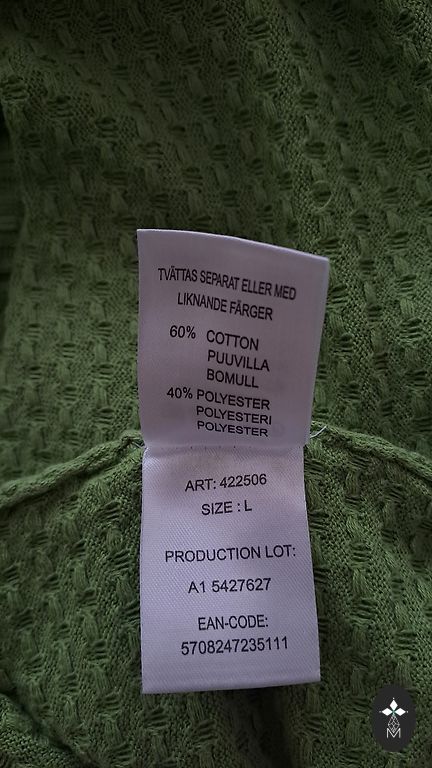 TVÄTTAS SEPARAT ELLER MED
LIKNANDE FÄRGER
60% COTTON
PUUVILLA
BOMULL
40% POLYESTER
POLYESTERI
POLYESTER
ART: 422506
SIZE : L
PRODUCTION LOT:
A1 5427627
EAN-CODE:
5708247235111
M